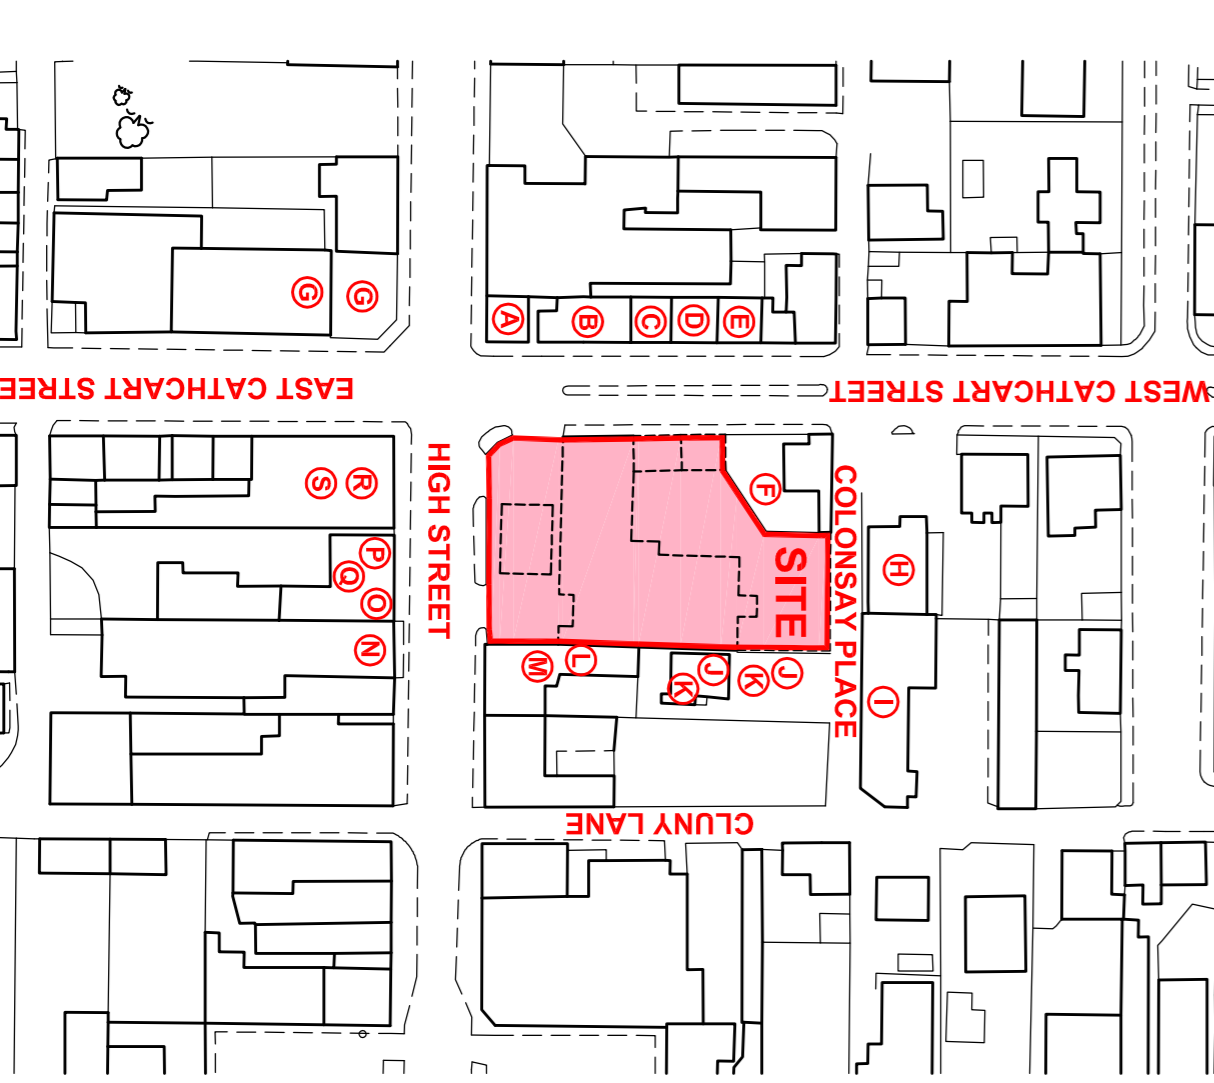 G
G
A
B
C
D
E
EAST CATHCART STREET
WEST CATHCART STREET
HIGH STREET
S
R
F
COLONSAY PLACE
SITE
H
P
Q
O
N
M
L
J
K
K
J
I
CLUNY LANE